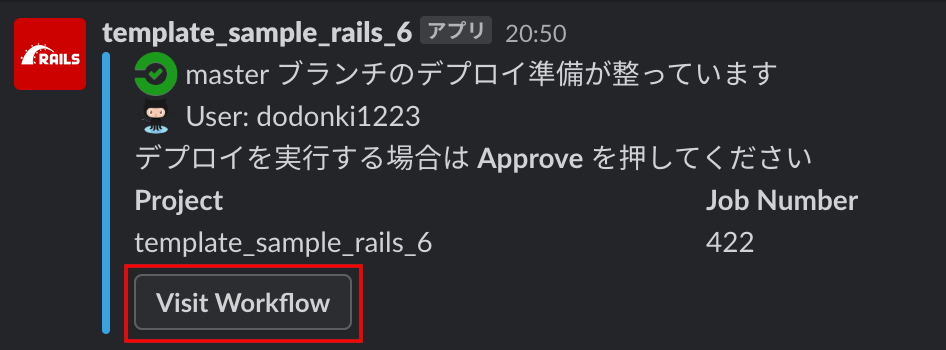 template_sample_rails_6 アプリ 20:50
RAILS
master ブランチのデプロイ準備が整っています
User: dodonki1223
デプロイを実行する場合は Approve を押してください
Project Job Number
template_sample_rails_6 422
Visit Workflow